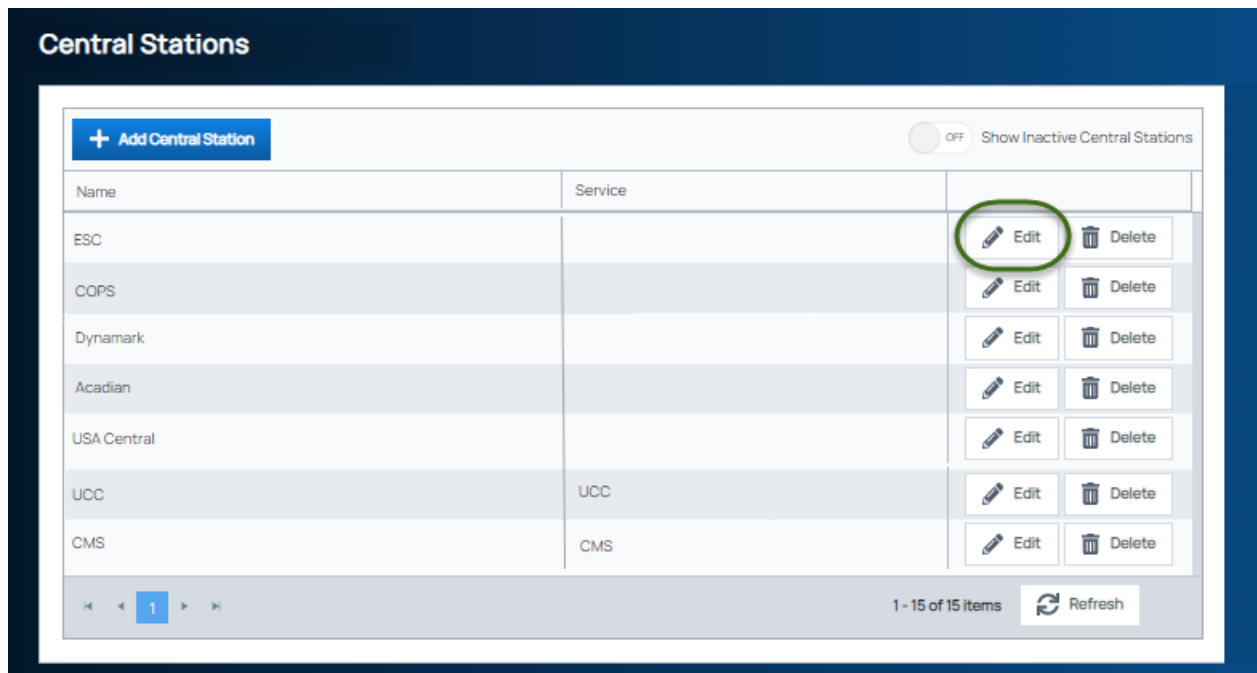 Central Stations
+ Add Central Station OFF Show Inactive Central Stations
Name Service
ESC Edit Delete
COPS Edit Delete
Dynamark Edit Delete
Acadian Edit Delete
USA Central Edit Delete
UCC UCC Edit Delete
CMS CMS Edit Delete
1 1 - 15 of 15 items Refresh